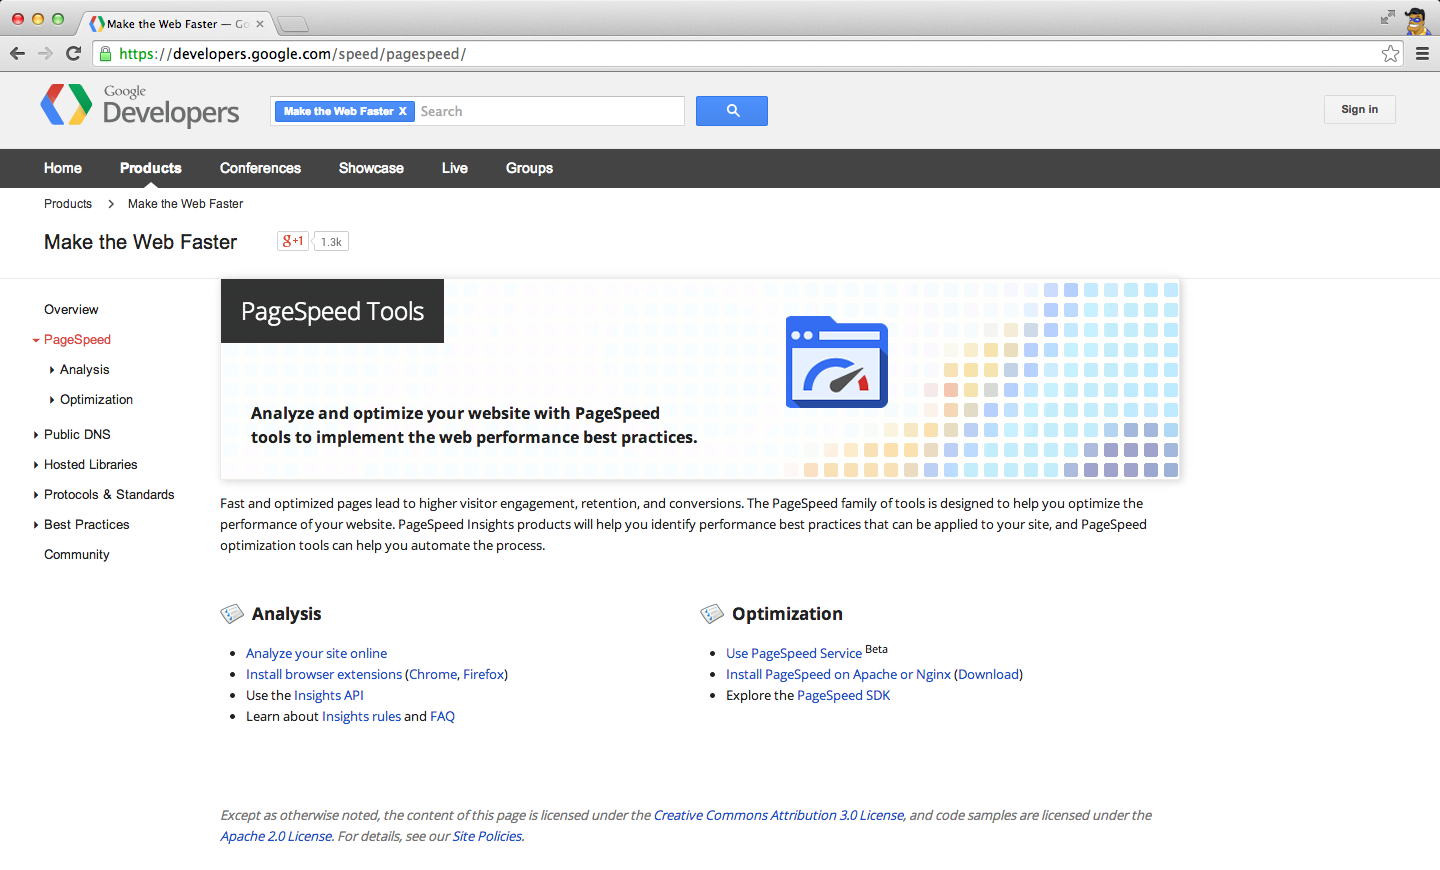 Make the Web Faster — Go
https://developers.google.com/speed/pagespeed/
Google
Developers
Make the Web Faster X
Search
Sign in
Home Products Conferences Showcase Live Groups
Products > Make the Web Faster
Make the Web Faster
g+1 1.3k
Overview
PageSpeed
Analysis
Optimization
Public DNS
Hosted Libraries
Protocols & Standards
Best Practices
Community
PageSpeed Tools
Analyze and optimize your website with PageSpeed
tools to implement the web performance best practices.
Fast and optimized pages lead to higher visitor engagement, retention, and conversions. The PageSpeed family of tools is designed to help you optimize the
performance of your website. PageSpeed Insights products will help you identify performance best practices that can be applied to your site, and PageSpeed
optimization tools can help you automate the process.
Analysis
• Analyze your site online
• Install browser extensions (Chrome, Firefox)
• Use the Insights API
• Learn about Insights rules and FAQ
Optimization
• Use PageSpeed Service Beta
• Install PageSpeed on Apache or Nginx (Download)
• Explore the PageSpeed SDK
Except as otherwise noted, the content of this page is licensed under the Creative Commons Attribution 3.0 License, and code samples are licensed under the
Apache 2.0 License. For details, see our Site Policies.